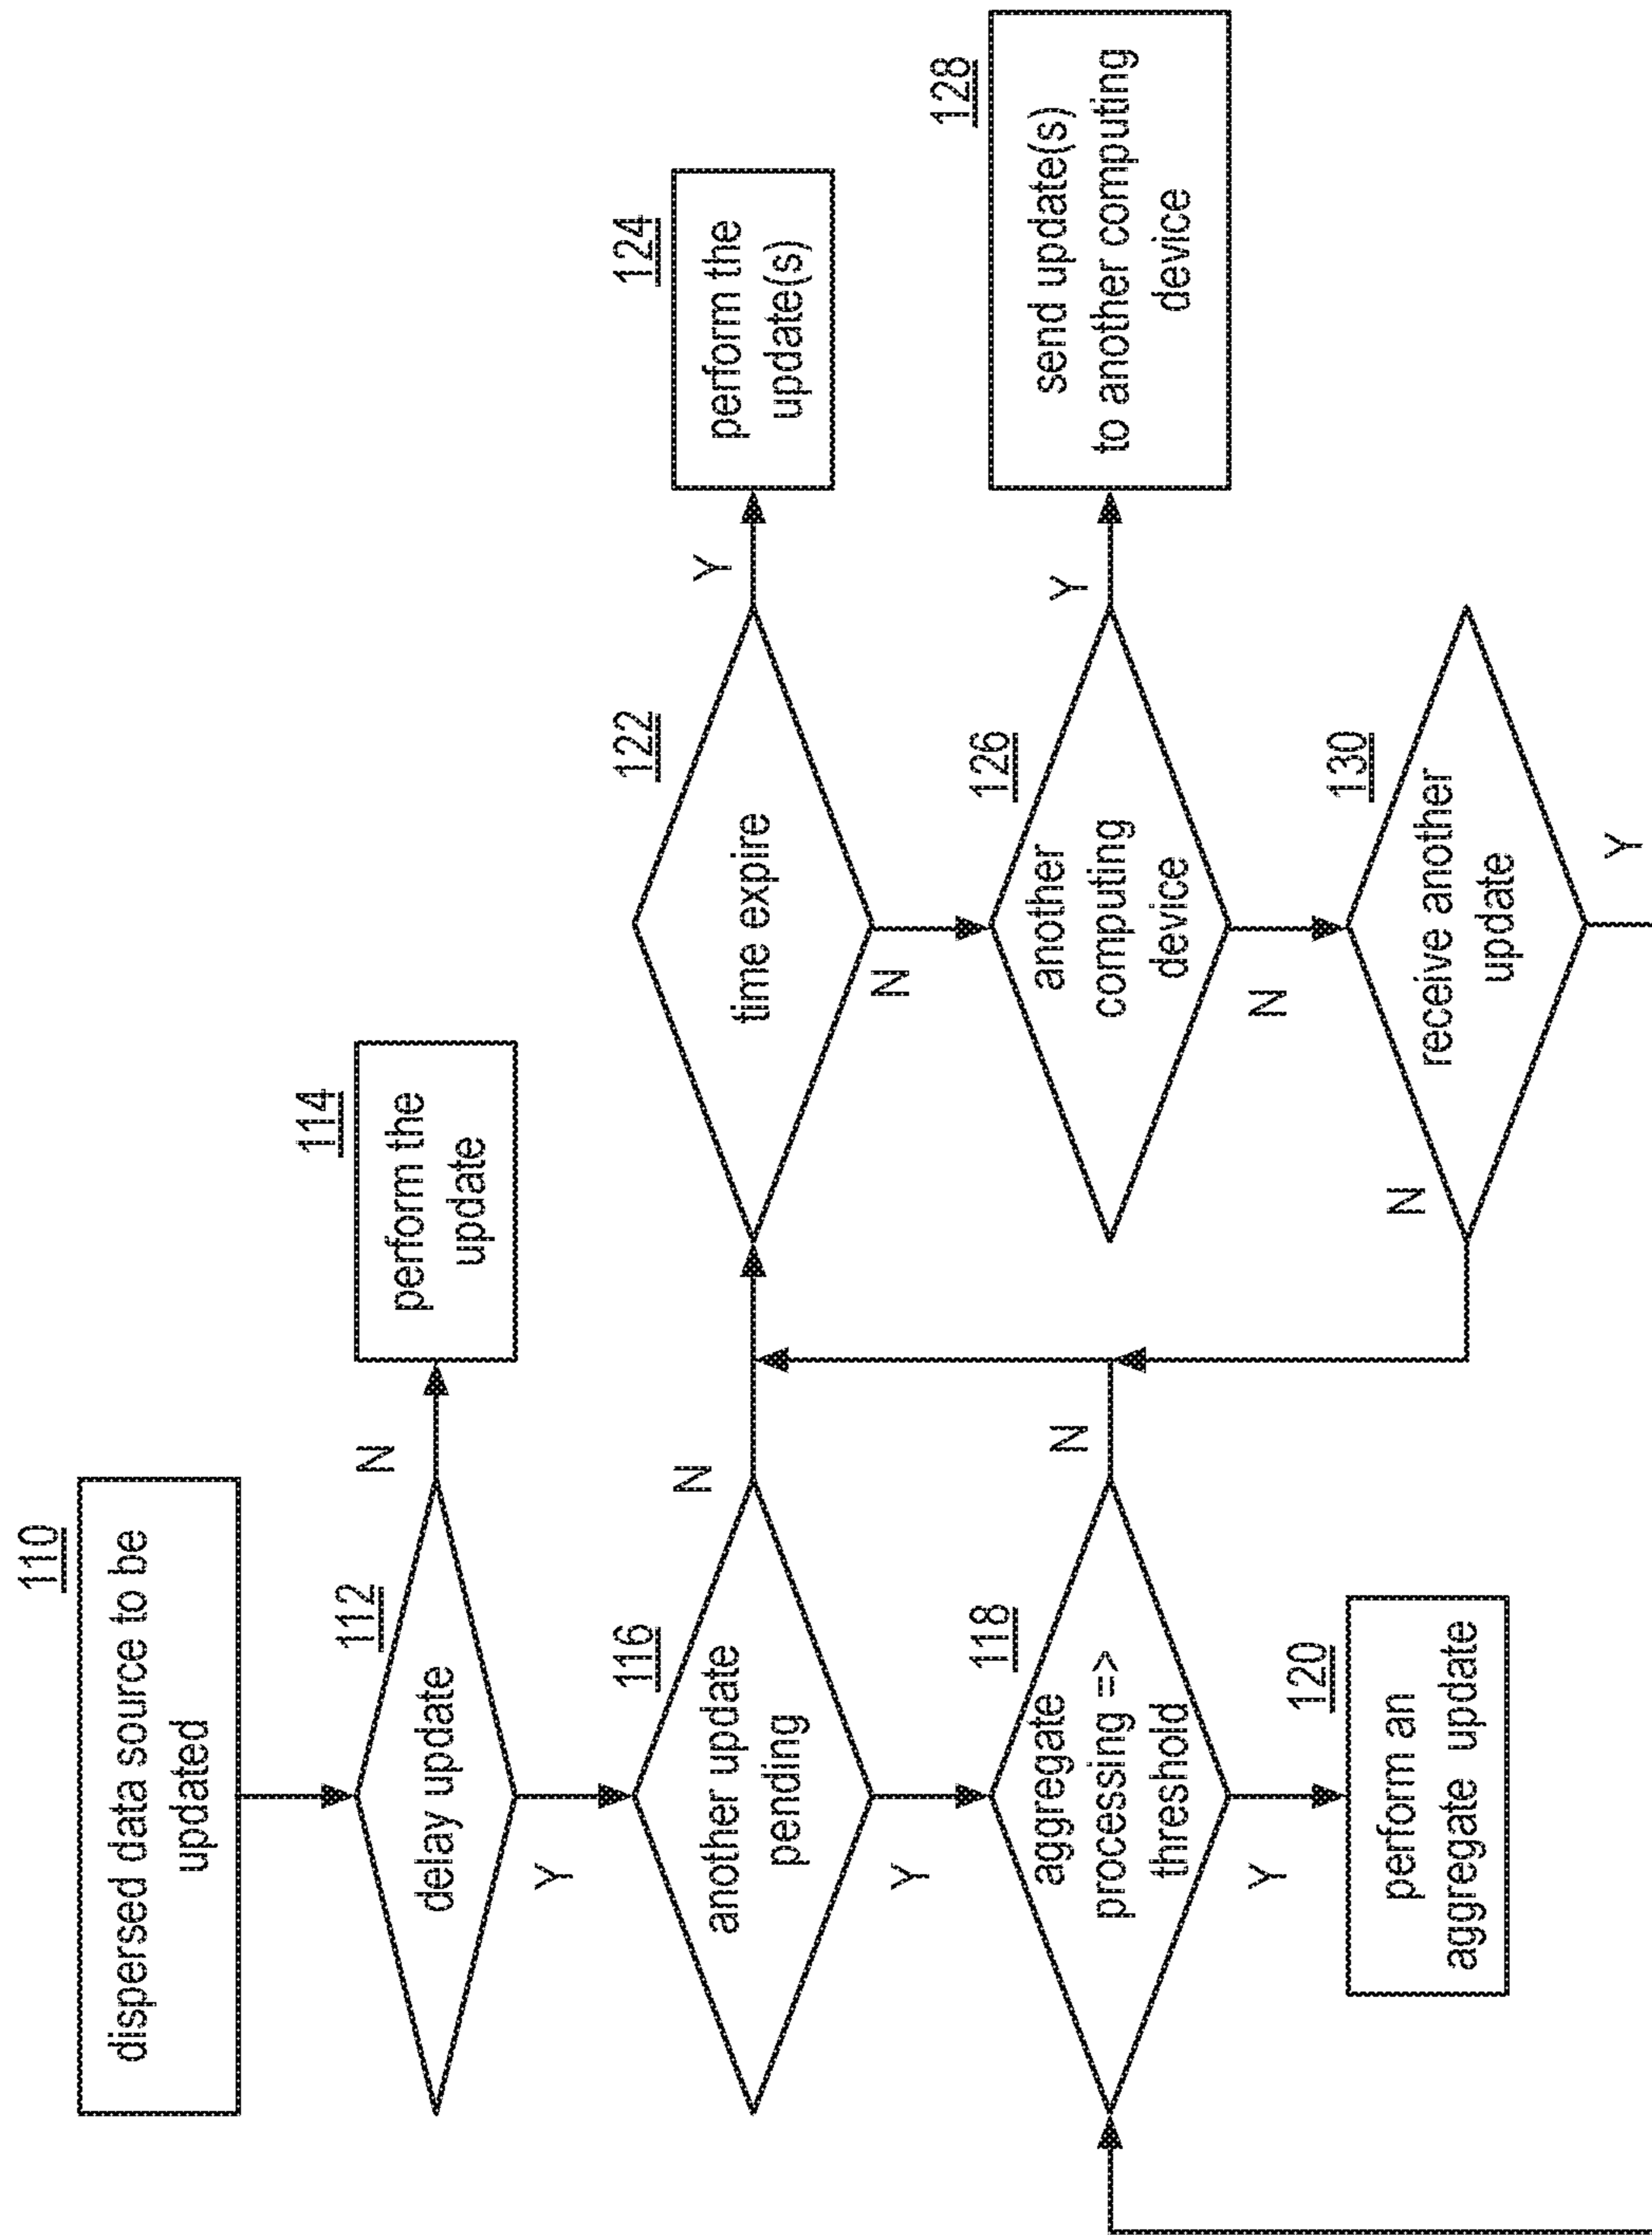 110
dispersed data source to be
updated
112
delay update
N
Y
114
perform the
update
116
another update
pending
N
Y
118
aggregate
processing =>
threshold
N
Y
120
perform an
aggregate update
122
time expire
Y
N
124
perform the
update(s)
126
another
computing
device
Y
N
128
send update(s)
to another computing
device
130
receive another
update
N
Y